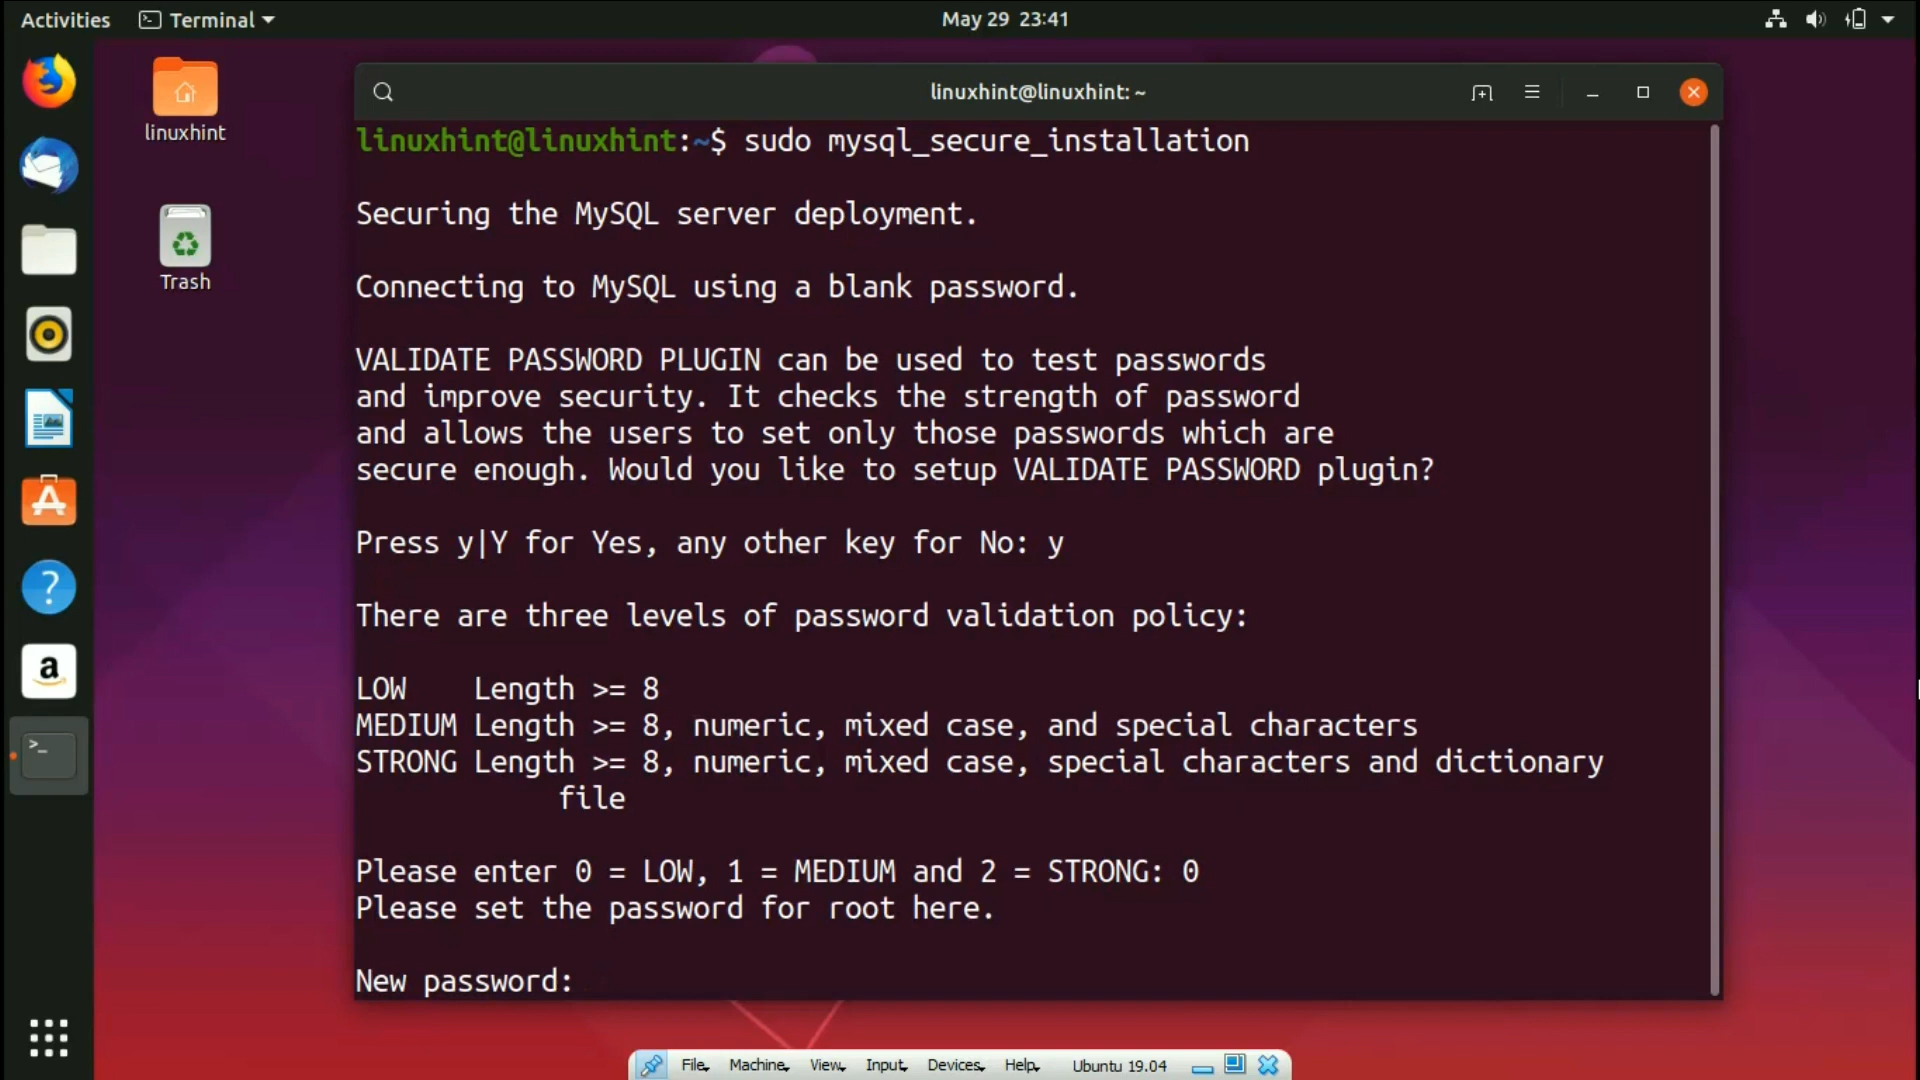 Activities Terminal May 29 23:41
linuxhint
Trash
linuxhint@linuxhint: ~
linuxhint@linuxhint:~$ sudo mysql_secure_installation
Securing the MySQL server deployment.
Connecting to MySQL using a blank password.
VALIDATE PASSWORD PLUGIN can be used to test passwords
and improve security. It checks the strength of password
and allows the users to set only those passwords which are
secure enough. Would you like to setup VALIDATE PASSWORD plugin?
Press y|Y for Yes, any other key for No: y
There are three levels of password validation policy:
LOW    Length >= 8
MEDIUM Length >= 8, numeric, mixed case, and special characters
STRONG Length >= 8, numeric, mixed case, special characters and dictionary
file
Please enter 0 = LOW, 1 = MEDIUM and 2 = STRONG: 0
Please set the password for root here.
New password:
File Machine View Input Devices Help Ubuntu 19.04